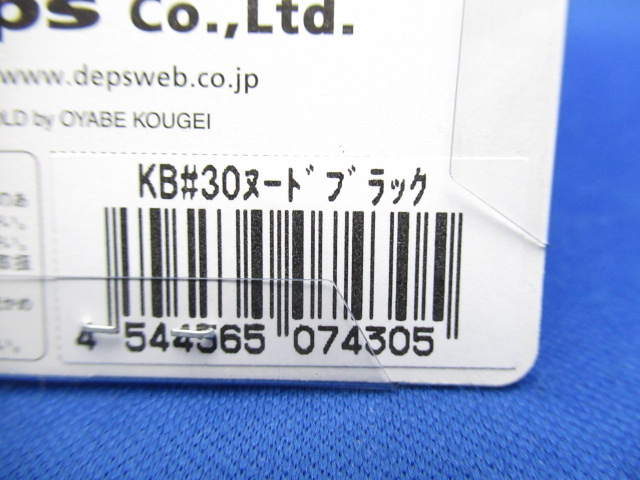 ps Co.,Ltd.
www.depsweb.co.jp
OLD by OYABE KOUGEI
KB#30ヌードブラック
4 544565 074305